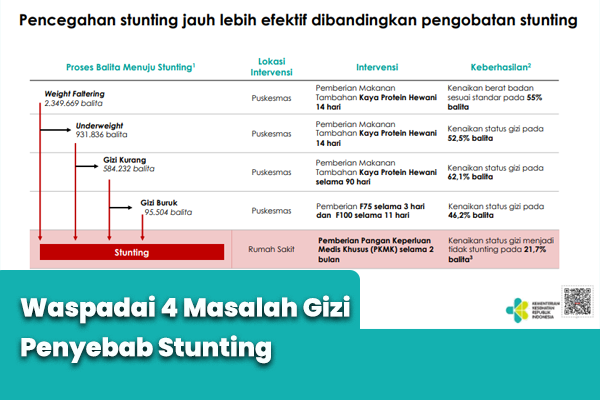 Pencegahan stunting jauh lebih efektif dibandingkan pengobatan stunting
Proses Balita Menuju Stunting¹
Lokasi
Intervensi
Intervensi
Keberhasilan²
Weight Faltering
2.349.669 balita
Puskesmas
Pemberian Makanan
Tambahan Kaya Protein Hewani
14 hari
Kenaikan berat badan
sesuai standar pada 55%
balita
Underweight
931.836 balita
Puskesmas
Pemberian Makanan
Tambahan Kaya Protein Hewani
14 hari
Kenaikan status gizi pada
52,5% balita
Gizi Kurang
584.232 balita
Puskesmas
Pemberian Makanan
Tambahan Kaya Protein Hewani
selama 90 hari
Kenaikan status gizi pada
62,1% balita
Gizi Buruk
95.504 balita
Puskesmas
Pemberian F75 selama 3 hari
dan F100 selama 11 hari
Kenaikan status gizi pada
46,2% balita
Stunting
Rumah Sakit
Pemberian Pangan Keperluan
Medis Khusus (PKMK) selama 2
bulan
Kenaikan status gizi menjadi
tidak stunting pada 21,7%
balita³
Waspadai 4 Masalah Gizi
Penyebab Stunting
KEMENTERIAN
KESEHATAN
REPUBLIK
INDONESIA